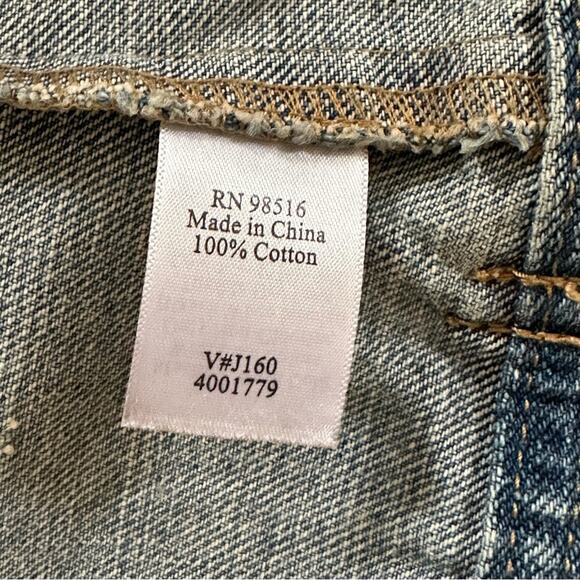 RN 98516
Made in China
100% Cotton
V#J160
4001779